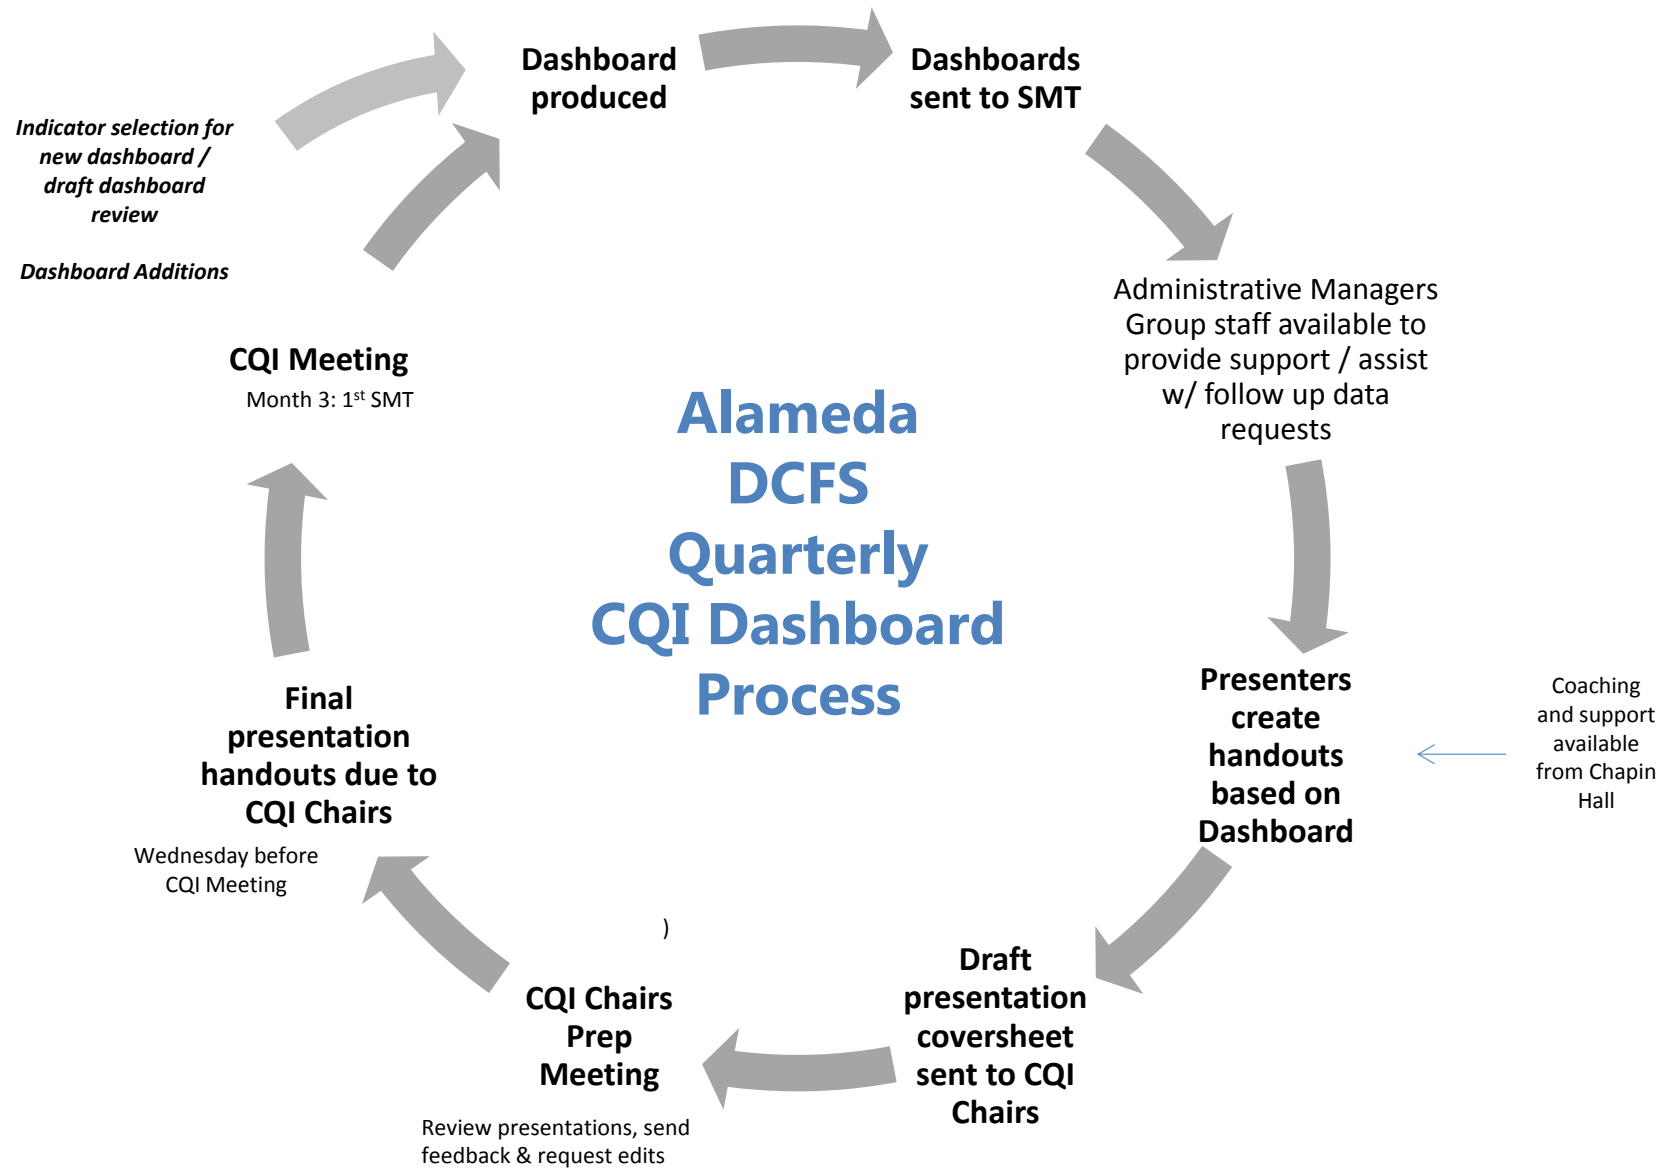 Dashboard
produced
Dashboards
sent to SMT
Administrative Managers
Group staff available to
provide support / assist
w/ follow up data
requests
Presenters
create
handouts
based on
Dashboard
Coaching
and support
available
from Chapin
Hall
Draft
presentation
coversheet
sent to CQI
Chairs
)
CQI Chairs
Prep
Meeting
Review presentations, send
feedback & request edits
Final
presentation
handouts due to
CQI Chairs
Wednesday before
CQI Meeting
CQI Meeting
Month 3: 1st SMT
Indicator selection for
new dashboard /
draft dashboard
review
Dashboard Additions
Alameda
DCFS
Quarterly
CQI Dashboard
Process